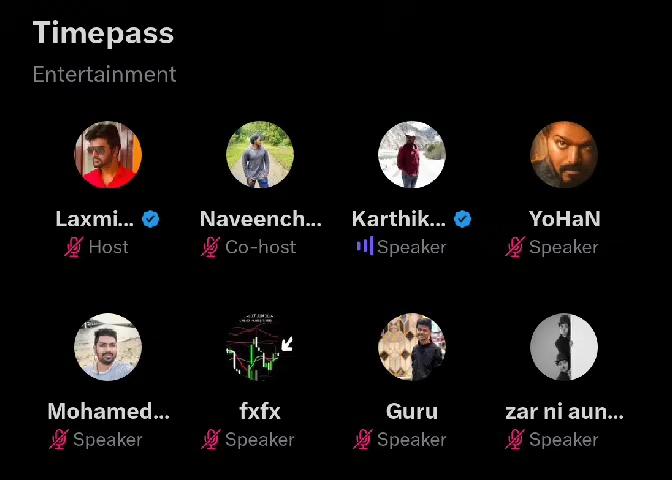 Timepass
Entertainment
Laxmi... Naveench... Karthik... YoHaN
Host Co-host Speaker Speaker
Mohamed... fxfx Guru zar ni aun...
Speaker Speaker Speaker Speaker